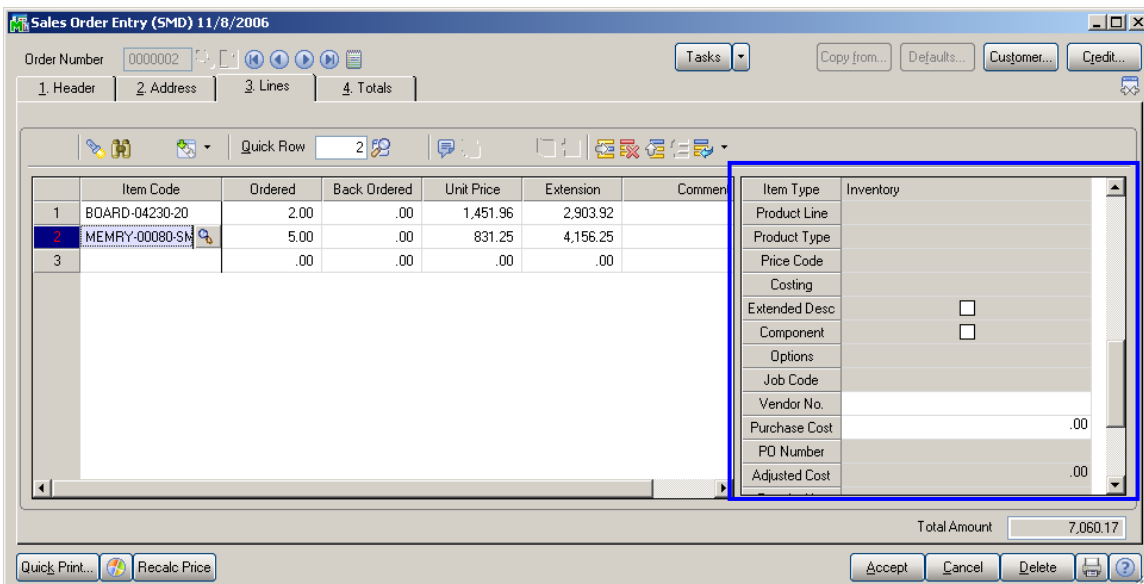 Sales Order Entry (SMD) 11/8/2006
Order Number 0000002 Tasks Copy from... Defaults... Customer... Credit...
1. Header 2. Address 3. Lines 4. Totals
Quick Row 2
Item Code Ordered Back Ordered Unit Price Extension Commen
1 BOARD-04230-20 2.00 .00 1,451.96 2,903.92
2 MEMRY-00080-SM 5.00 .00 831.25 4,156.25
3 .00 .00 .00 .00
Item Type Inventory
Product Line
Product Type
Price Code
Costing
Extended Desc
Component
Options
Job Code
Vendor No.
Purchase Cost .00
PO Number
Adjusted Cost .00
Total Amount 7,060.17
Quick Print... Recalc Price Accept Cancel Delete